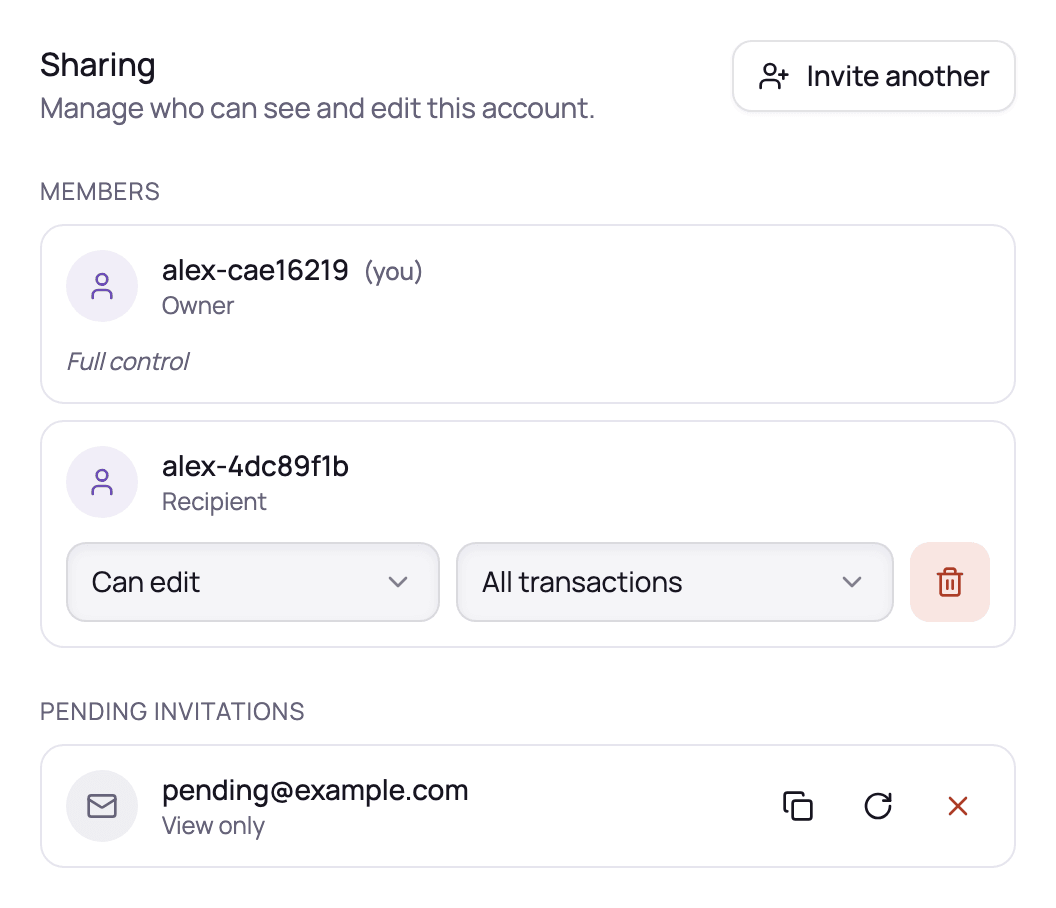 Sharing
Invite another
Manage who can see and edit this account.
MEMBERS
alex-cae16219 (you)
Owner
Full control
alex-4dc89f1b
Recipient
Can edit
All transactions
PENDING INVITATIONS
pending@example.com
View only